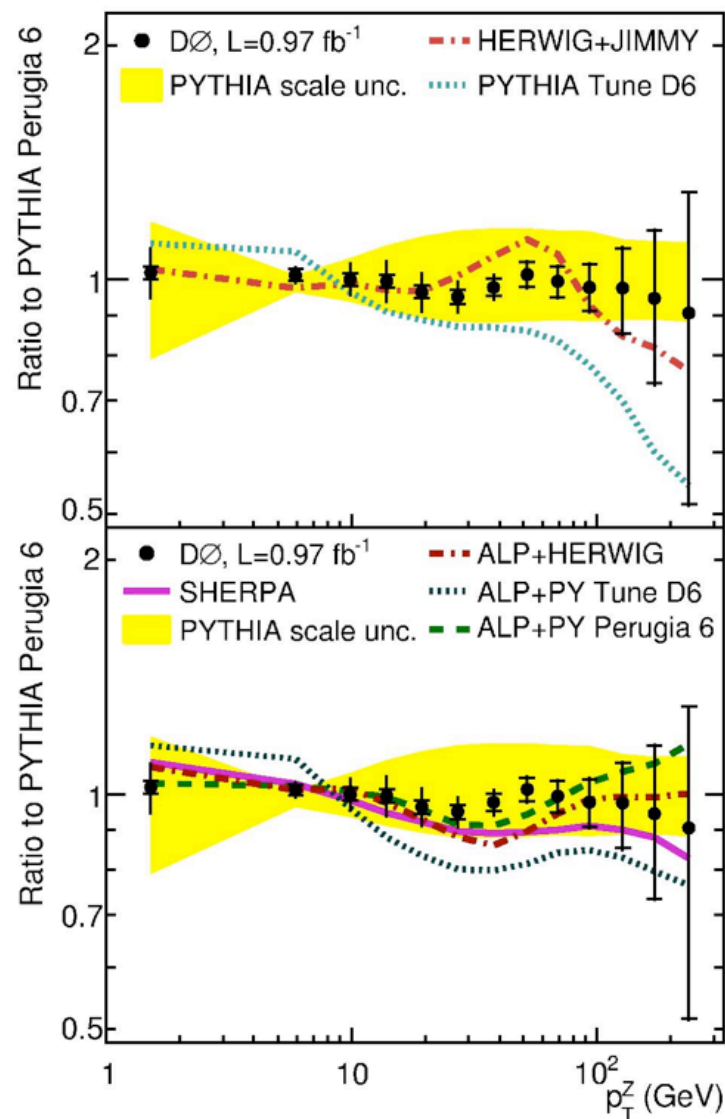 2
DØ, L=0.97 fb⁻¹
HERWIG+JIMMY
PYTHIA scale unc.
PYTHIA Tune D6
Ratio to PYTHIA Perugia 6
1
0.7
0.5
2
DØ, L=0.97 fb⁻¹
ALP+HERWIG
SHERPA
ALP+PY Tune D6
PYTHIA scale unc.
ALP+PY Perugia 6
Ratio to PYTHIA Perugia 6
1
0.7
0.5
1
10
10²
p_T^Z (GeV)